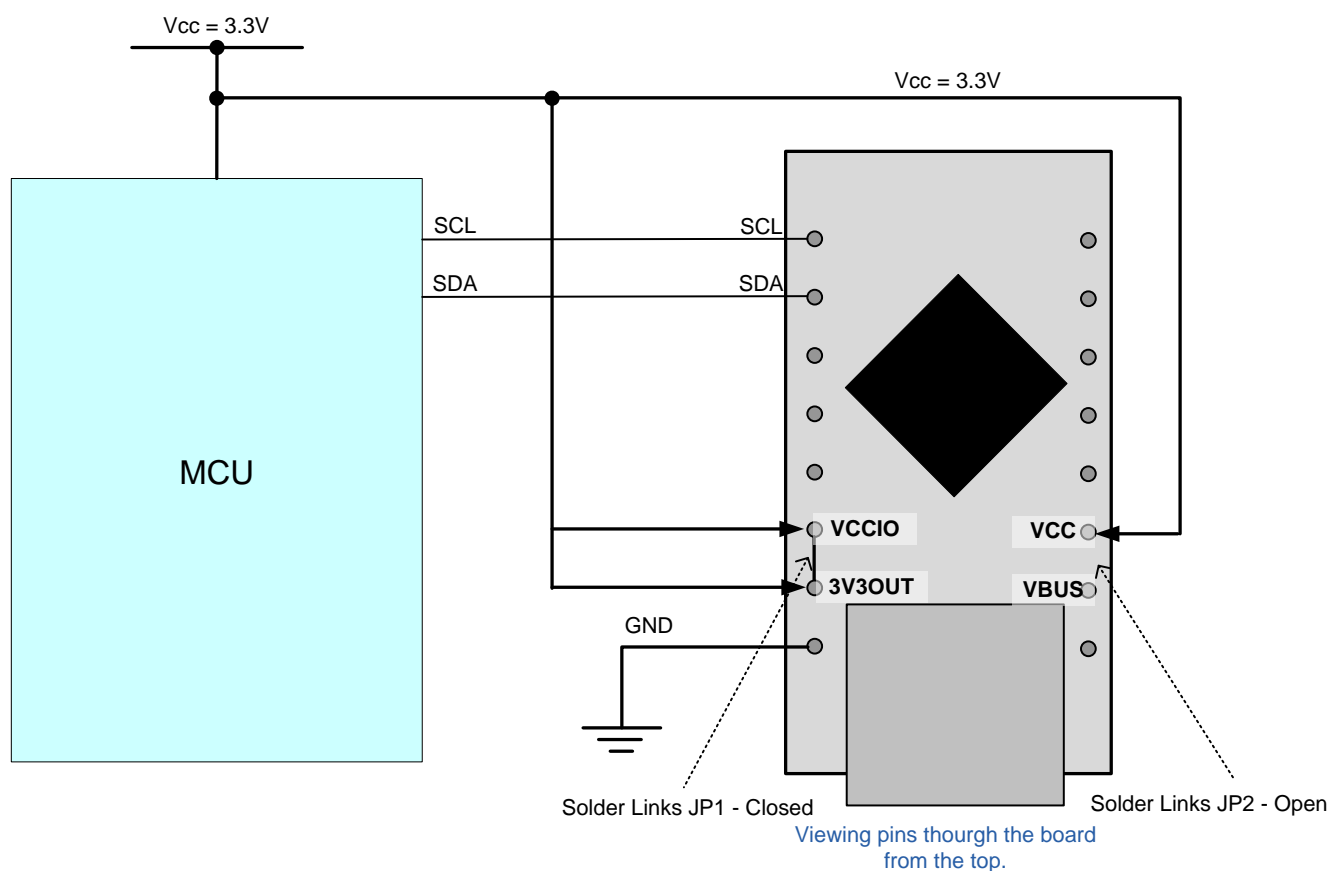 Vcc = 3.3V
Vcc = 3.3V
SCL
SCL
SDA
SDA
MCU
VCCIO
VCC
3V3OUT
VBUS
GND
Solder Links JP1 - Closed
Solder Links JP2 - Open
Viewing pins thourgh the board
from the top.